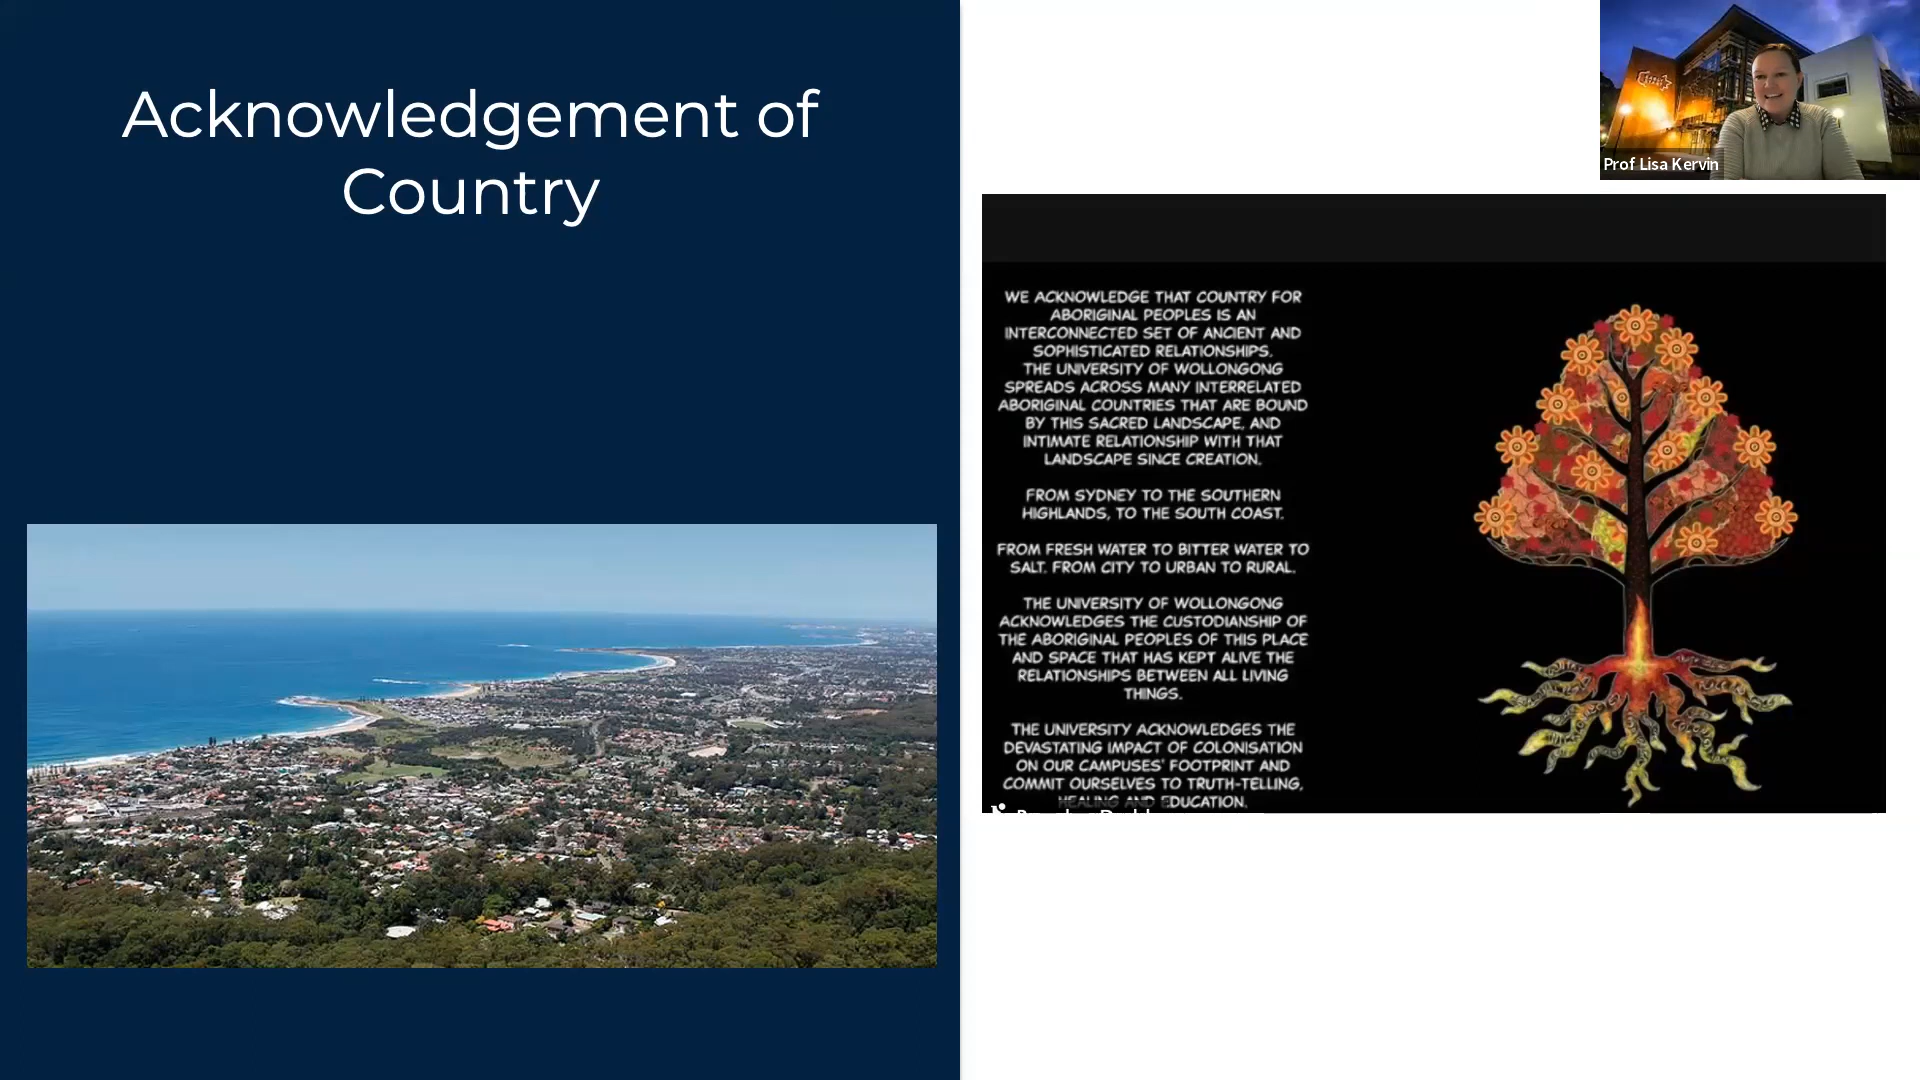 Acknowledgement of
Country
Prof Lisa Kervin
WE ACKNOWLEDGE THAT COUNTRY FOR
ABORIGINAL PEOPLES IS AN
INTERCONNECTED SET OF ANCIENT AND
SOPHISTICATED RELATIONSHIPS.
THE UNIVERSITY OF WOLLONGONG
SPREADS ACROSS MANY INTERRELATED
ABORIGINAL COUNTRIES THAT ARE BOUND
BY THIS SACRED LANDSCAPE, AND
INTIMATE RELATIONSHIP WITH THAT
LANDSCAPE SINCE CREATION.
FROM SYDNEY TO THE SOUTHERN
HIGHLANDS, TO THE SOUTH COAST.
FROM FRESH WATER TO BITTER WATER TO
SALT. FROM CITY TO URBAN TO RURAL.
THE UNIVERSITY OF WOLLONGONG
ACKNOWLEDGES THE CUSTODIANSHIP OF
THE ABORIGINAL PEOPLES OF THIS PLACE
AND SPACE THAT HAS KEPT ALIVE THE
RELATIONSHIPS BETWEEN ALL LIVING
THINGS.
THE UNIVERSITY ACKNOWLEDGES THE
DEVASTATING IMPACT OF COLONISATION
ON OUR CAMPUSES' FOOTPRINT AND
COMMIT OURSELVES TO TRUTH-TELLING,
HEALING AND EDUCATION.